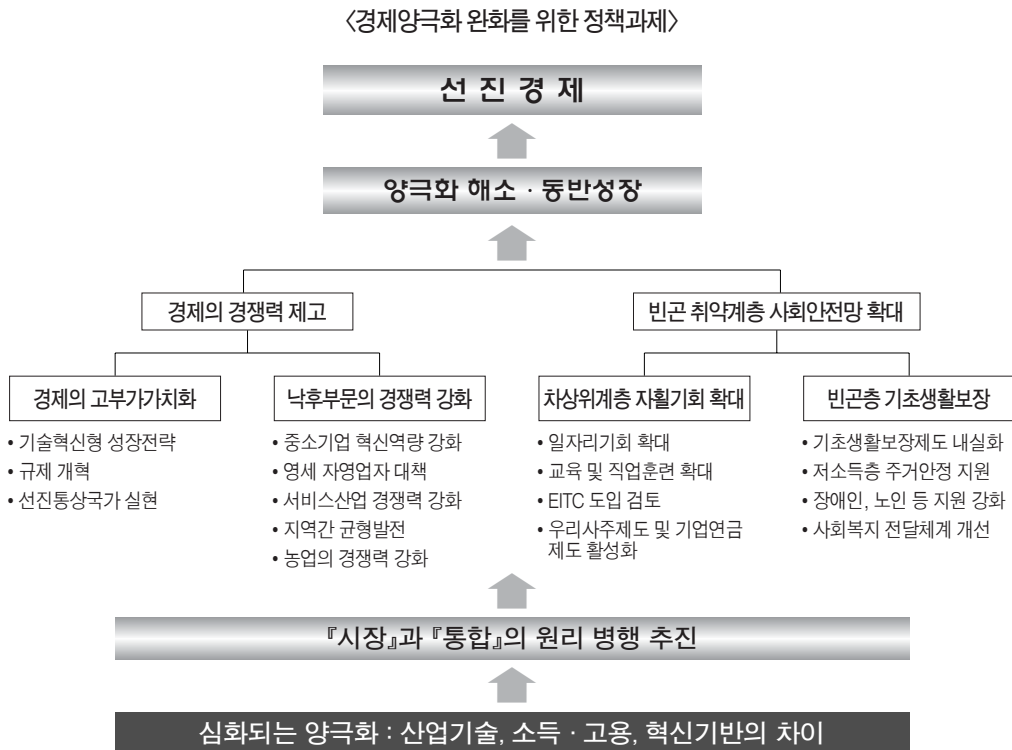 〈경제양극화 완화를 위한 정책과제〉
선 진 경 제
양극화 해소 · 동반성장
경제의 경쟁력 제고
빈곤 취약계층 사회안전망 확대
경제의 고부가가치화
낙후부문의 경쟁력 강화
차상위계층 자횔기회 확대
빈곤층 기초생활보장
• 기술혁신형 성장전략
• 규제 개혁
• 선진통상국가 실현
• 중소기업 혁신역량 강화
• 영세 자영업자 대책
• 서비스산업 경쟁력 강화
• 지역간 균형발전
• 농업의 경쟁력 강화
• 일자리기회 확대
• 교육 및 직업훈련 확대
• EITC 도입 검토
• 우리사주제도 및 기업연금
제도 활성화
• 기초생활보장제도 내실화
• 저소득층 주거안정 지원
• 장애인, 노인 등 지원 강화
• 사회복지 전달체계 개선
『시장』과 『통합』의 원리 병행 추진
심화되는 양극화 : 산업기술, 소득 · 고용, 혁신기반의 차이